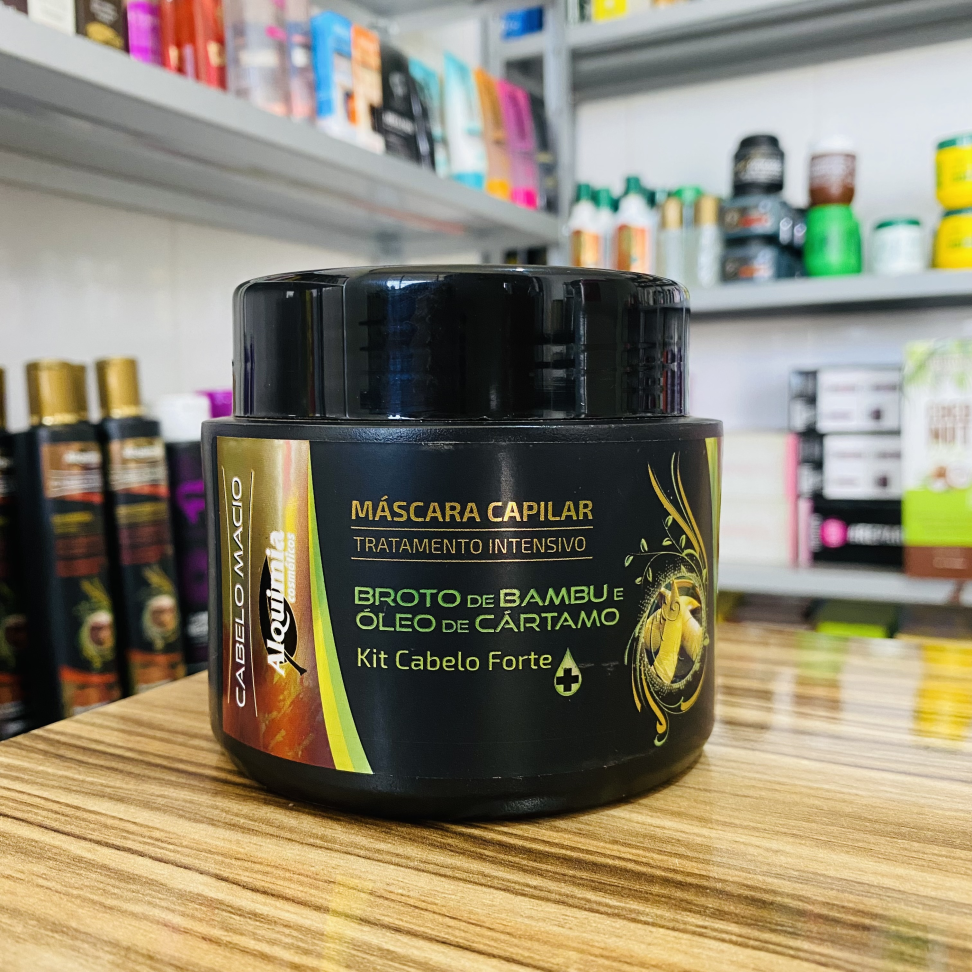 CABELO MACIO
Alquimia
cosméticos
MÁSCARA CAPILAR
TRATAMENTO INTENSIVO
BROTO DE BAMBU E
ÓLEO DE CÁRTAMO
Kit Cabelo Forte